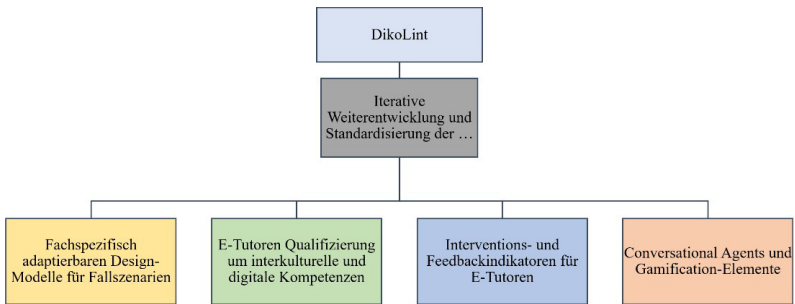 DikoLint
Iterative
Weiterentwicklung und
Standardisierung der …
Fachspezifisch
adaptierbaren Design-
Modelle für Fallszenarien
E-Tutoren Qualifizierung
um interkulturelle und
digitale Kompetenzen
Interventions- und
Feedbackindikatoren für
E-Tutoren
Conversational Agents und
Gamification-Elemente